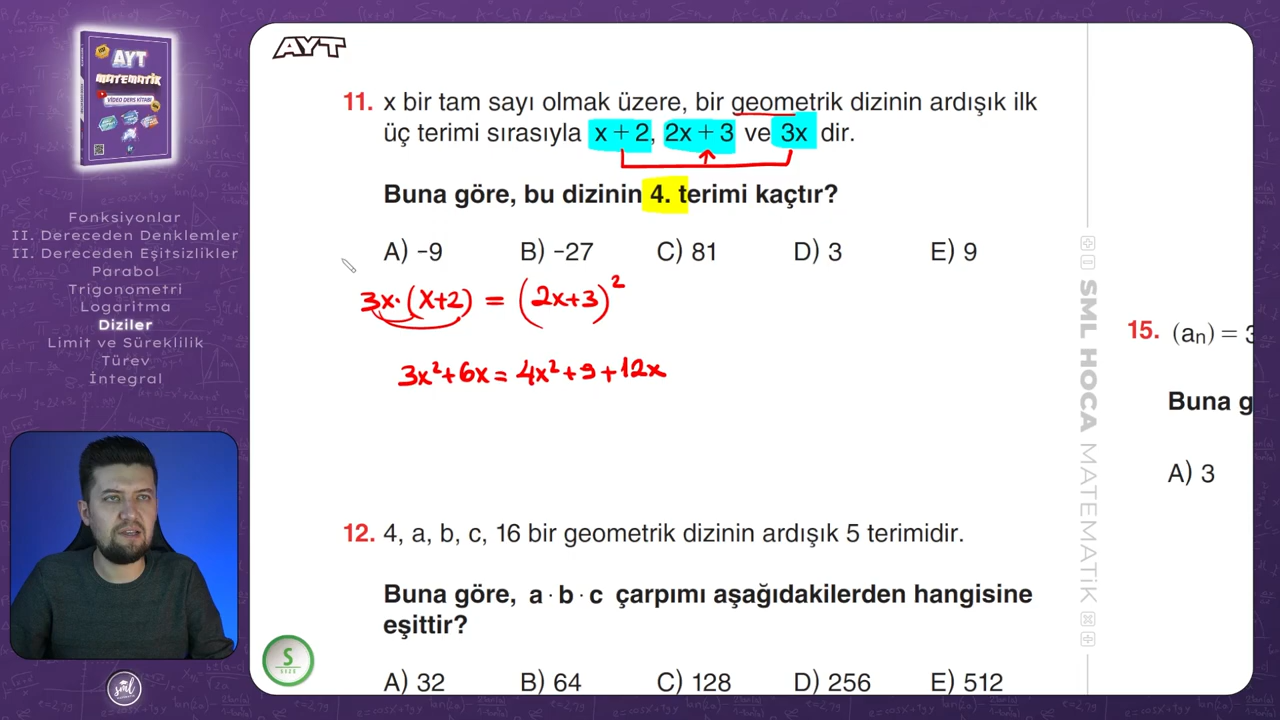 AYT
MATEMATİK
VİDEO DERS KİTABI
Fonksiyonlar
II. Dereceden Denklemler
II. Dereceden Eşitsizlikler
Parabol
Trigonometri
Logaritma
Diziler
Limit ve Süreklilik
Türev
İntegral
sml
AYT
11. x bir tam sayı olmak üzere, bir geometrik dizinin ardışık ilk
üç terimi sırasıyla x + 2, 2x + 3 ve 3x dir.
Buna göre, bu dizinin 4. terimi kaçtır?
A) −9 B) −27 C) 81 D) 3 E) 9
3x·(x+2) = (2x+3)²
3x²+6x = 4x²+9+12x
12. 4, a, b, c, 16 bir geometrik dizinin ardışık 5 terimidir.
Buna göre, a · b · c çarpımı aşağıdakilerden hangisine
eşittir?
A) 32 B) 64 C) 128 D) 256 E) 512
S
SIZE
SML HOCA MATEMATİK
15. (aₙ) = 3
Buna g
A) 3